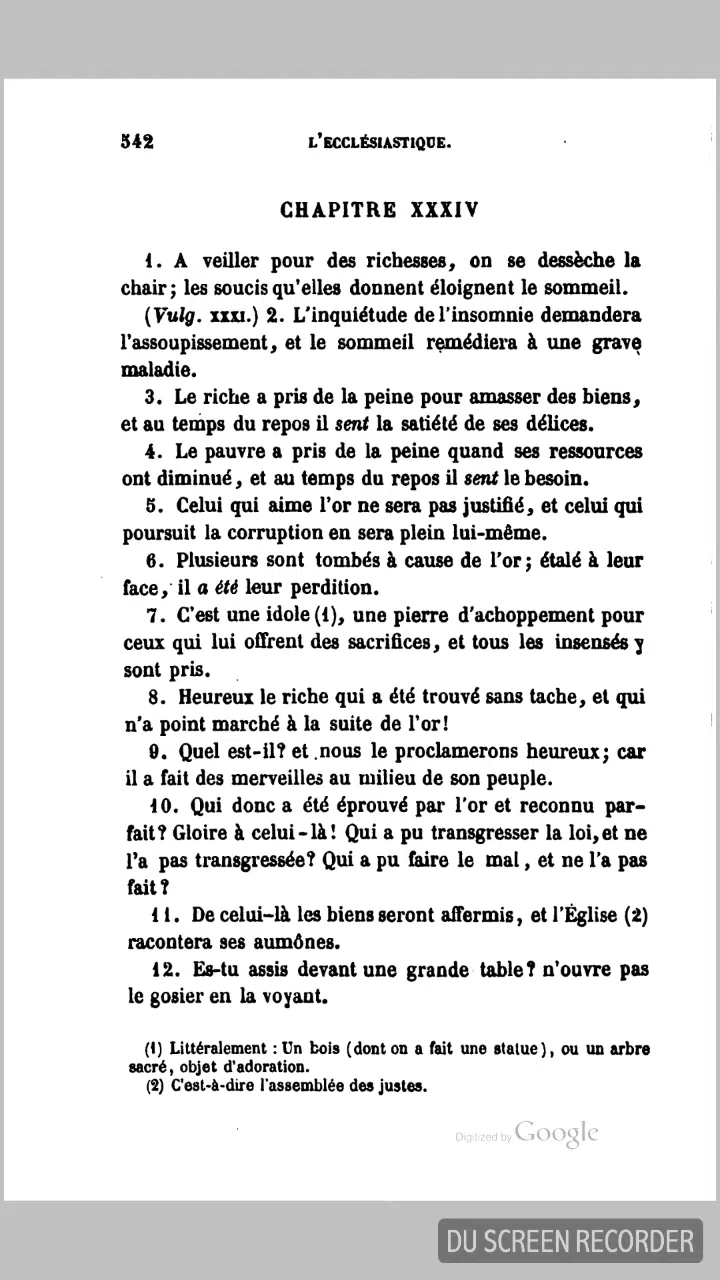 542 L'ECCLÉSIASTIQUE.
CHAPITRE XXXIV
1. A veiller pour des richesses, on se dessèche la
chair; les soucis qu'elles donnent éloignent le sommeil.
(Vulg. XXXI.) 2. L'inquiétude de l'insomnie demandera
l'assoupissement, et le sommeil remédiera à une grave
maladie.
3. Le riche a pris de la peine pour amasser des biens,
et au temps du repos il sent la satiété de ses délices.
4. Le pauvre a pris de la peine quand ses ressources
ont diminué, et au temps du repos il sent le besoin.
5. Celui qui aime l'or ne sera pas justifié, et celui qui
poursuit la corruption en sera plein lui-même.
6. Plusieurs sont tombés à cause de l'or; étalé à leur
face, il a été leur perdition.
7. C'est une idole (1), une pierre d'achoppement pour
ceux qui lui offrent des sacrifices, et tous les insensés y
sont pris.
8. Heureux le riche qui a été trouvé sans tache, et qui
n'a point marché à la suite de l'or!
9. Quel est-il? et nous le proclamerons heureux; car
il a fait des merveilles au milieu de son peuple.
10. Qui donc a été éprouvé par l'or et reconnu par-
fait? Gloire à celui-là! Qui a pu transgresser la loi, et ne
l'a pas transgressée? Qui a pu faire le mal, et ne l'a pas
fait?
11. De celui-là les biens seront affermis, et l'Église (2)
racontera ses aumônes.
12. Es-tu assis devant une grande table? n'ouvre pas
le gosier en la voyant.
(1) Littéralement : Un bois (dont on a fait une statue), ou un arbre
sacré, objet d'adoration.
(2) C'est-à-dire l'assemblée des justes.
Digitized by Google
DU SCREEN RECORDER